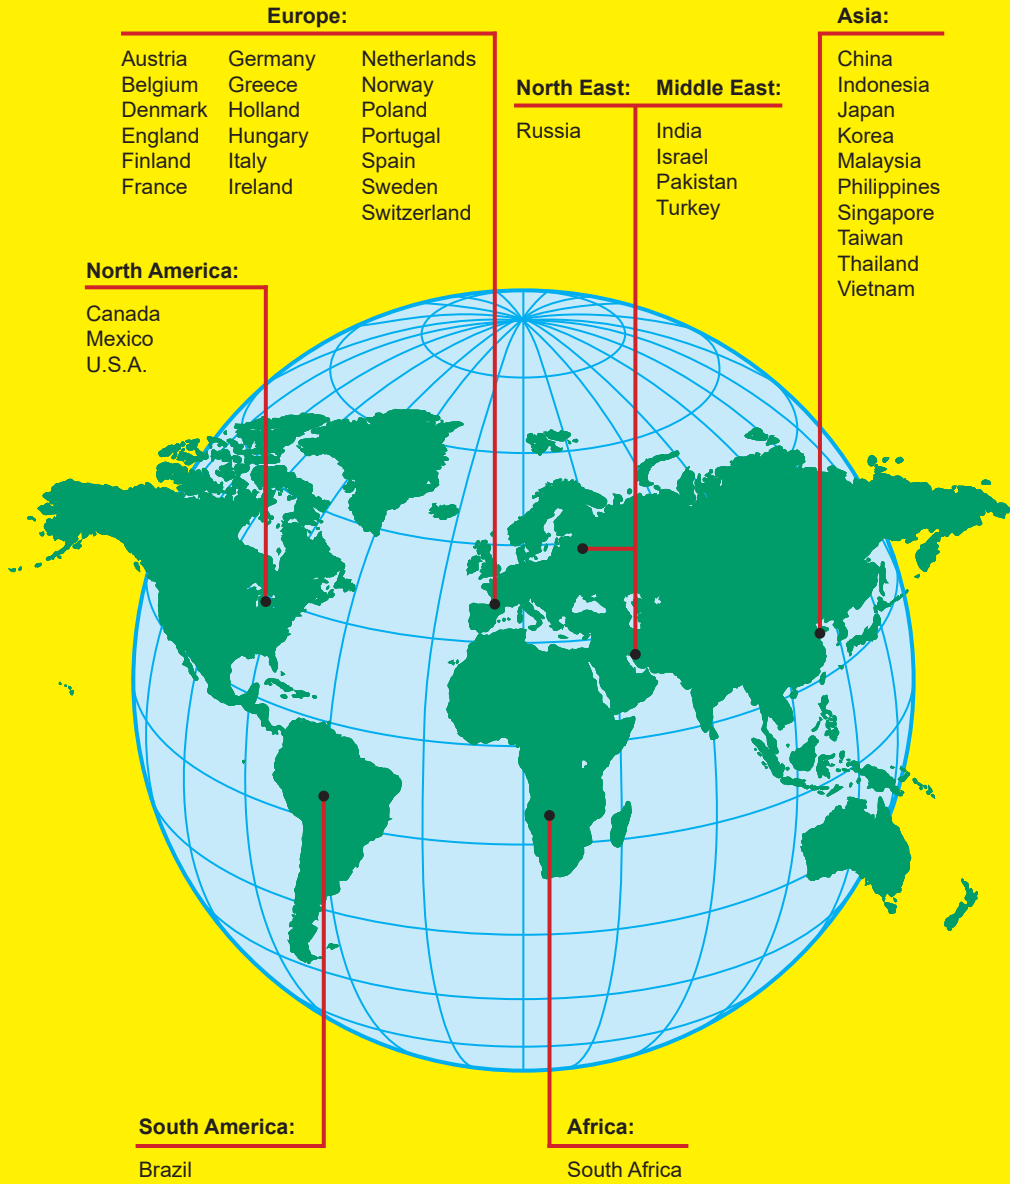 Europe:
Austria
Belgium
Denmark
England
Finland
France
Germany
Greece
Holland
Hungary
Italy
Ireland
Netherlands
Norway
Poland
Portugal
Spain
Sweden
Switzerland
North East:
Russia
Middle East:
India
Israel
Pakistan
Turkey
Asia:
China
Indonesia
Japan
Korea
Malaysia
Philippines
Singapore
Taiwan
Thailand
Vietnam
North America:
Canada
Mexico
U.S.A.
South America:
Brazil
Africa:
South Africa